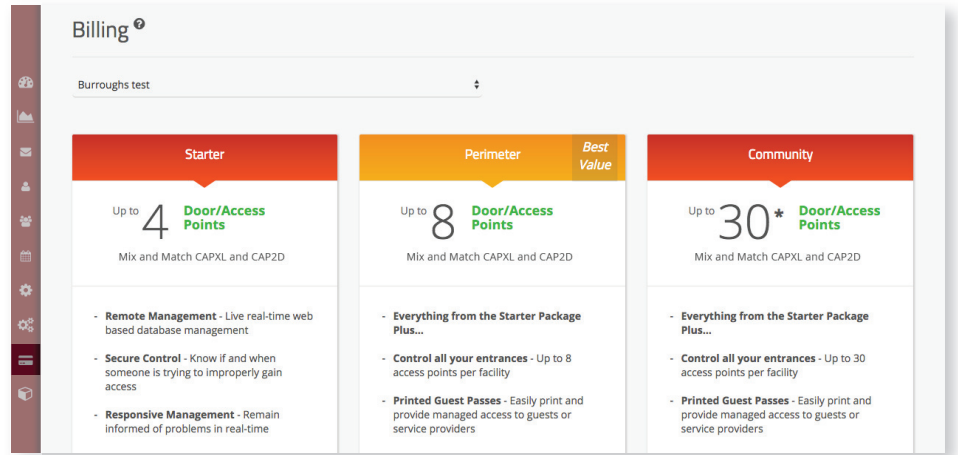 Billing ?
Burroughs test
Starter
Up to 4 Door/Access
Points
Mix and Match CAPXL and CAP2D
- Remote Management - Live real-time web
based database management
- Secure Control - Know if and when
someone is trying to improperly gain
access
- Responsive Management - Remain
informed of problems in real-time
Perimeter
Best
Value
Up to 8 Door/Access
Points
Mix and Match CAPXL and CAP2D
- Everything from the Starter Package
Plus...
- Control all your entrances - Up to 8
access points per facility
- Printed Guest Passes - Easily print and
provide managed access to guests or
service providers
Community
Up to 30* Door/Access
Points
Mix and Match CAPXL and CAP2D
- Everything from the Starter Package
Plus...
- Control all your entrances - Up to 30
access points per facility
- Printed Guest Passes - Easily print and
provide managed access to guests or
service providers